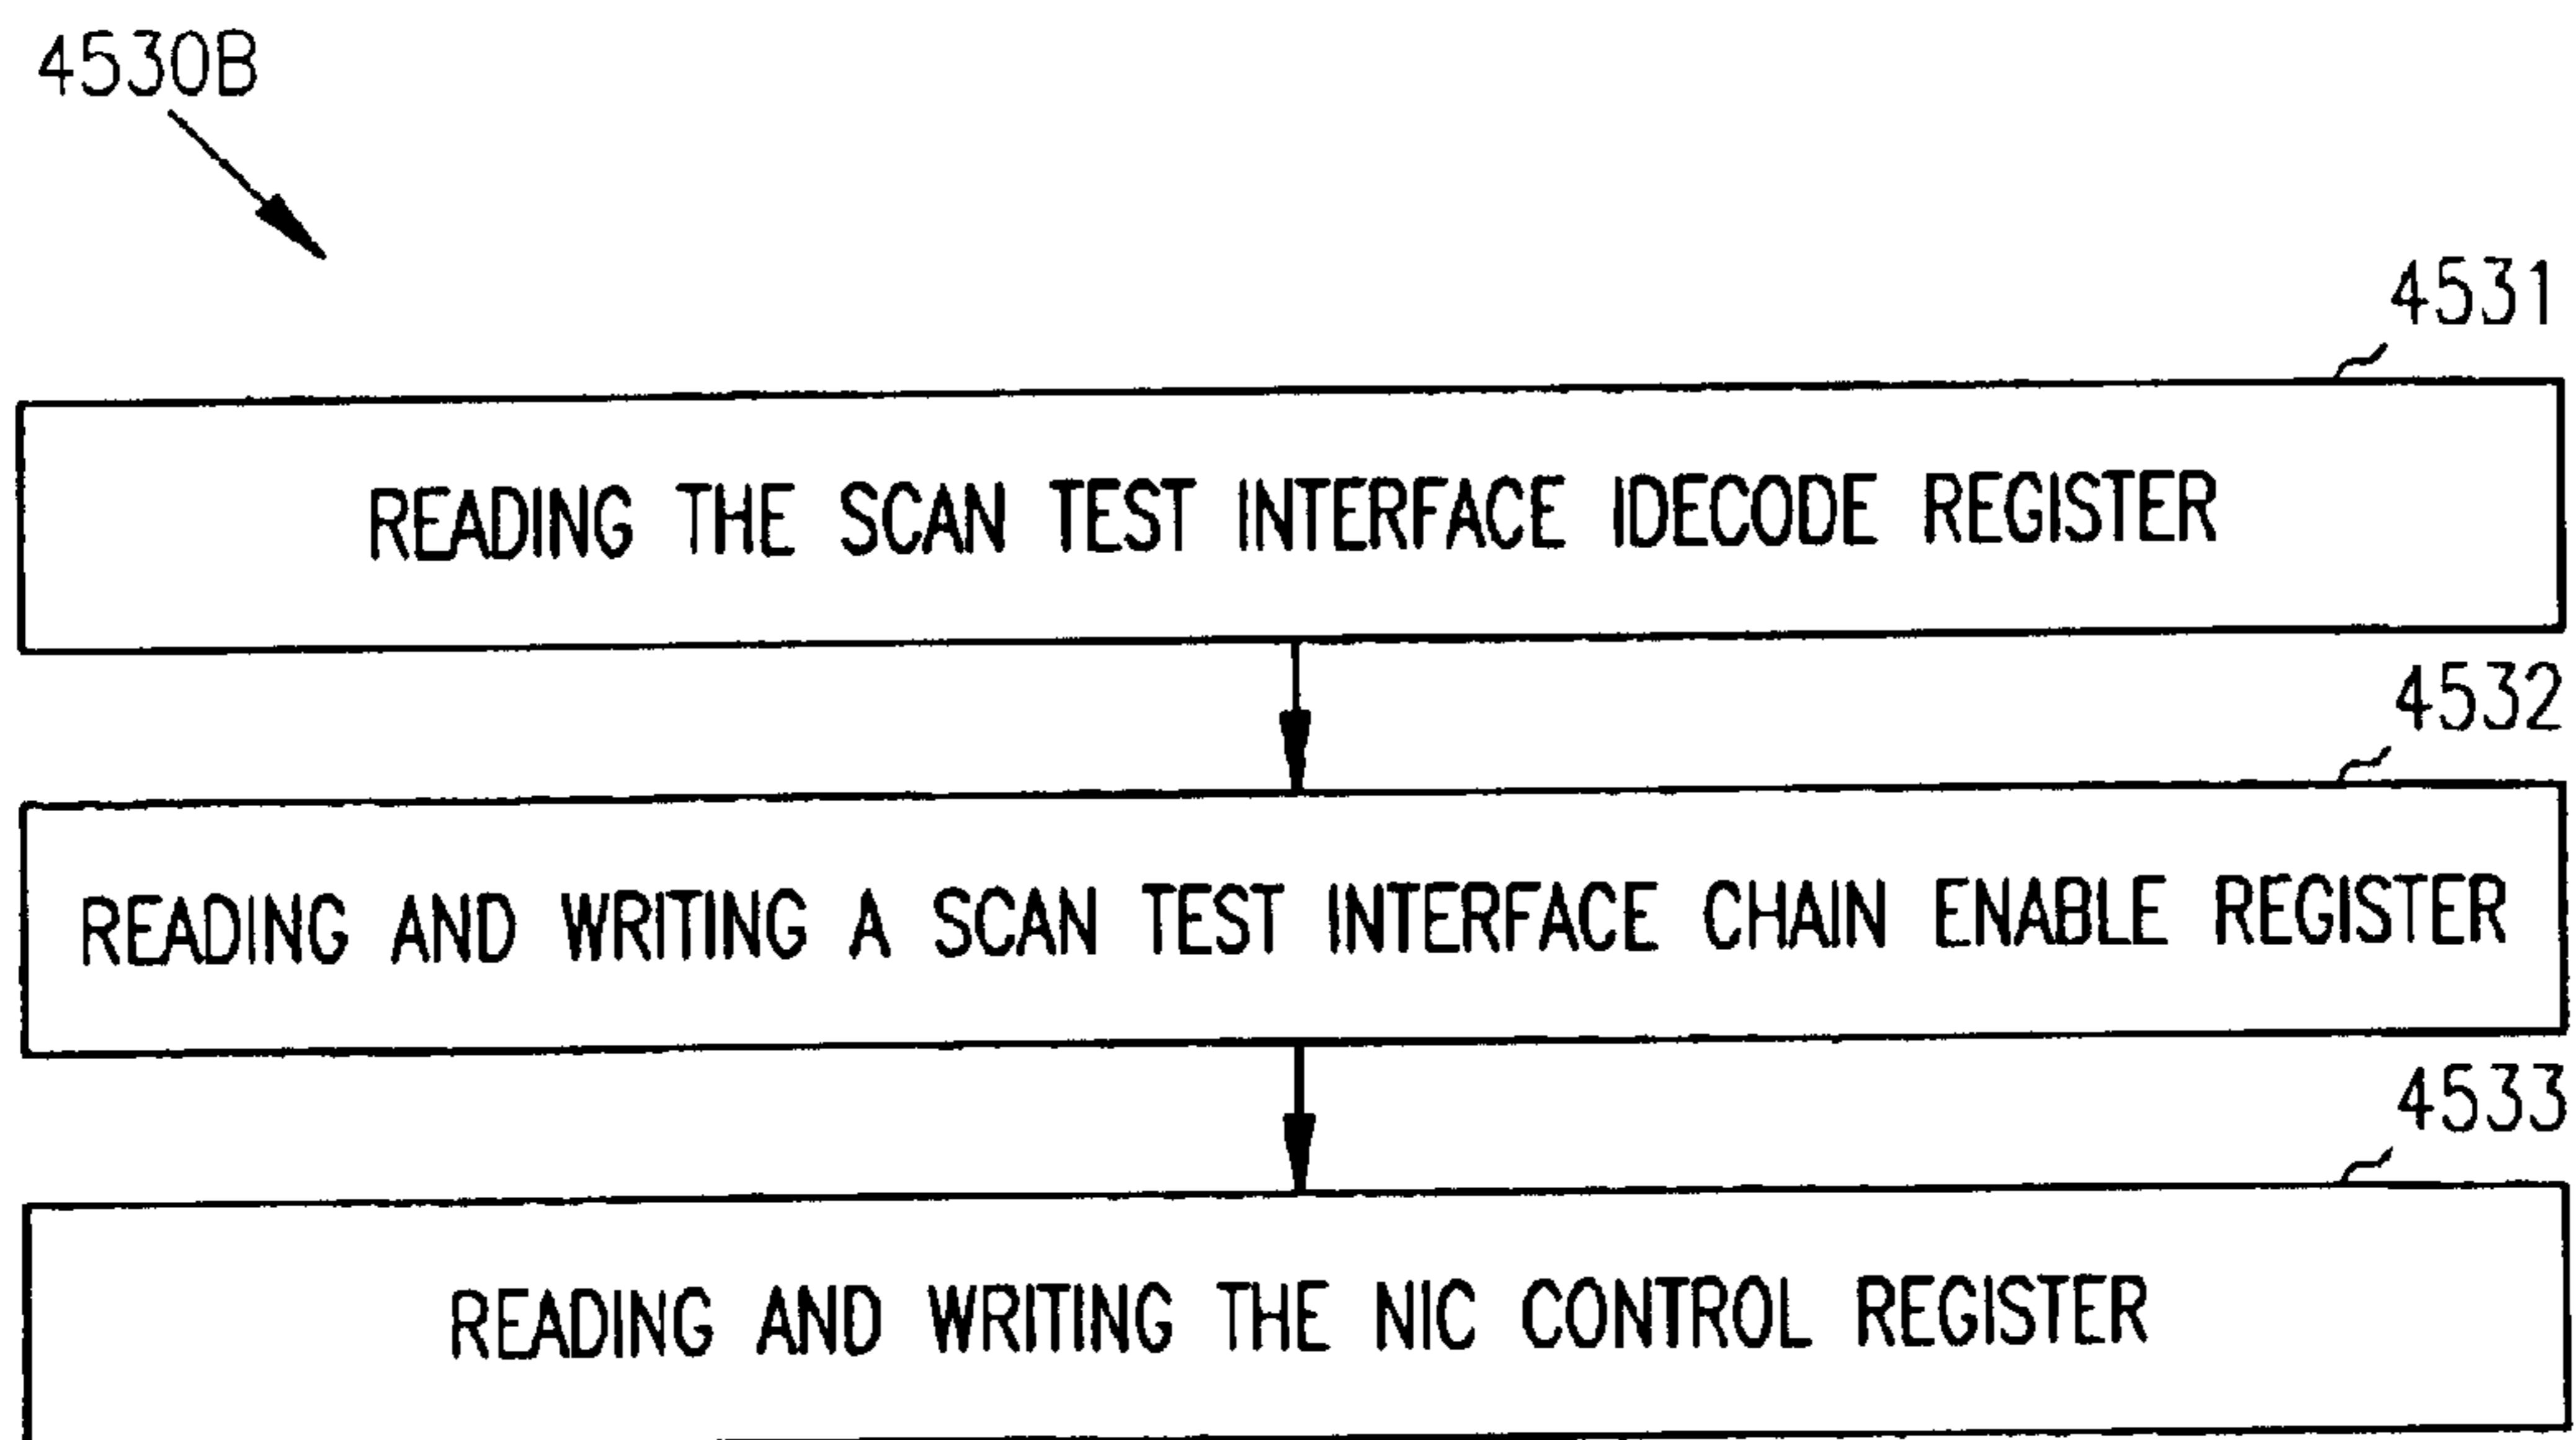 4530B
4531
READING THE SCAN TEST INTERFACE IDECODE REGISTER
4532
READING AND WRITING A SCAN TEST INTERFACE CHAIN ENABLE REGISTER
4533
READING AND WRITING THE NIC CONTROL REGISTER